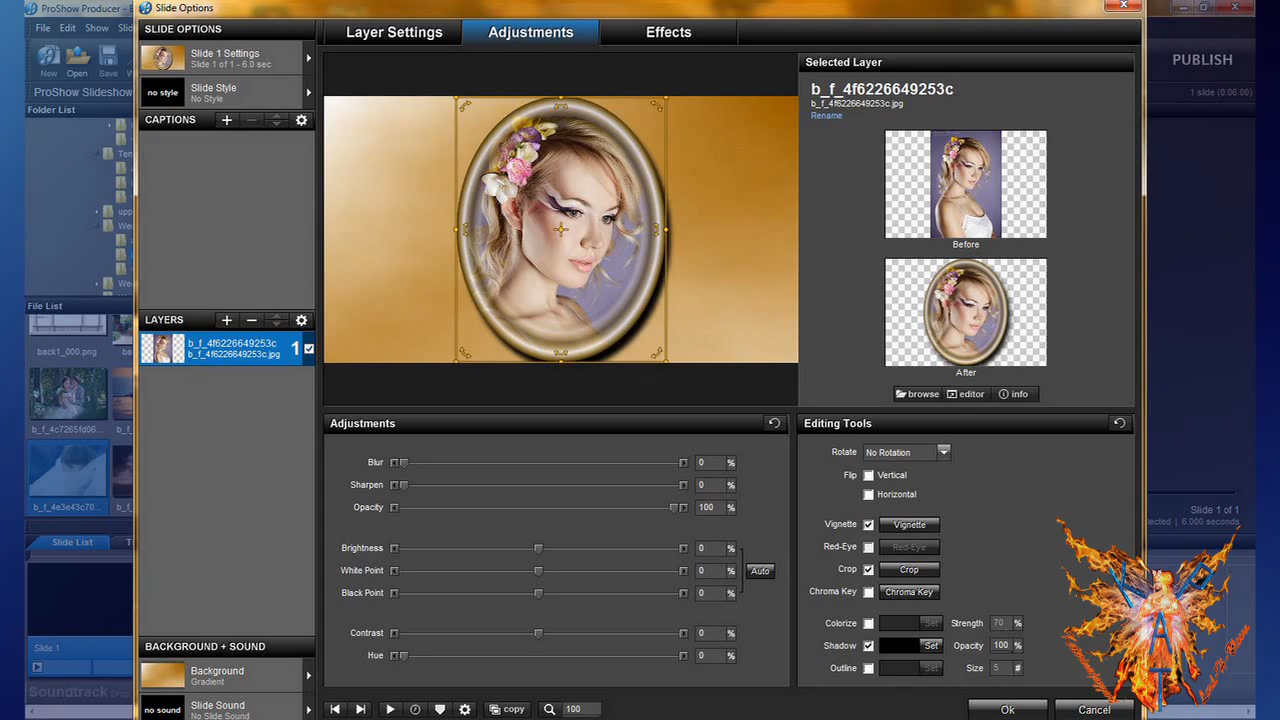 ProShow Producer -
Slide Options
File Edit Show Slid
New Open Save
PUBLISH
ProShow Slideshow
1 slide (0:06.00)
Folder List
File List
back1_000.png
b_f_4c7265fd06...
b_f_4e3e43c70...
Slide List
Slide 1
Soundtrack Drop
SLIDE OPTIONS
Slide 1 Settings
Slide 1 of 1 - 6.0 sec
no style
Slide Style
No Style
CAPTIONS
LAYERS
b_f_4f6226649253c
b_f_4f6226649253c.jpg
1
BACKGROUND + SOUND
Background
Gradient
no sound
Slide Sound
No Slide Sound
Layer Settings
Adjustments
Effects
Selected Layer
b_f_4f6226649253c
b_f_4f6226649253c.jpg
Rename
Before
After
browse editor info
Adjustments
Blur 0 %
Sharpen 0 %
Opacity 100 %
Brightness 0 %
White Point 0 %
Auto
Black Point 0 %
Contrast 0 %
Hue 0 %
copy
100
Editing Tools
Rotate No Rotation
Flip Vertical
Horizontal
Vignette Vignette
Red-Eye Red-Eye
Crop Crop
Chroma Key Chroma Key
Colorize Set Strength 70 %
Shadow Set Opacity 100 %
Outline Set Size 5 #
Ok
Cancel
Slide 1 of 1
6.000 seconds